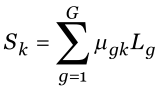 $S_k = \sum_{g=1}^{G} \mu_{gk} L_g$